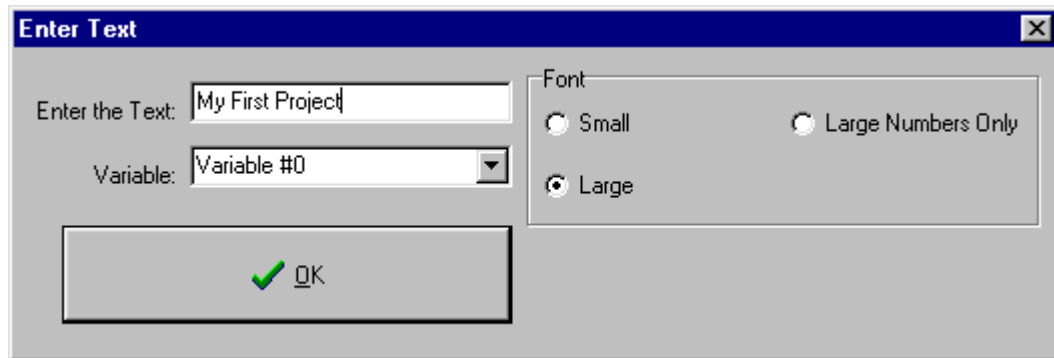 Enter Text
Enter the Text: My First Project
Variable: Variable #0
OK
Font
Small Large Numbers Only
Large